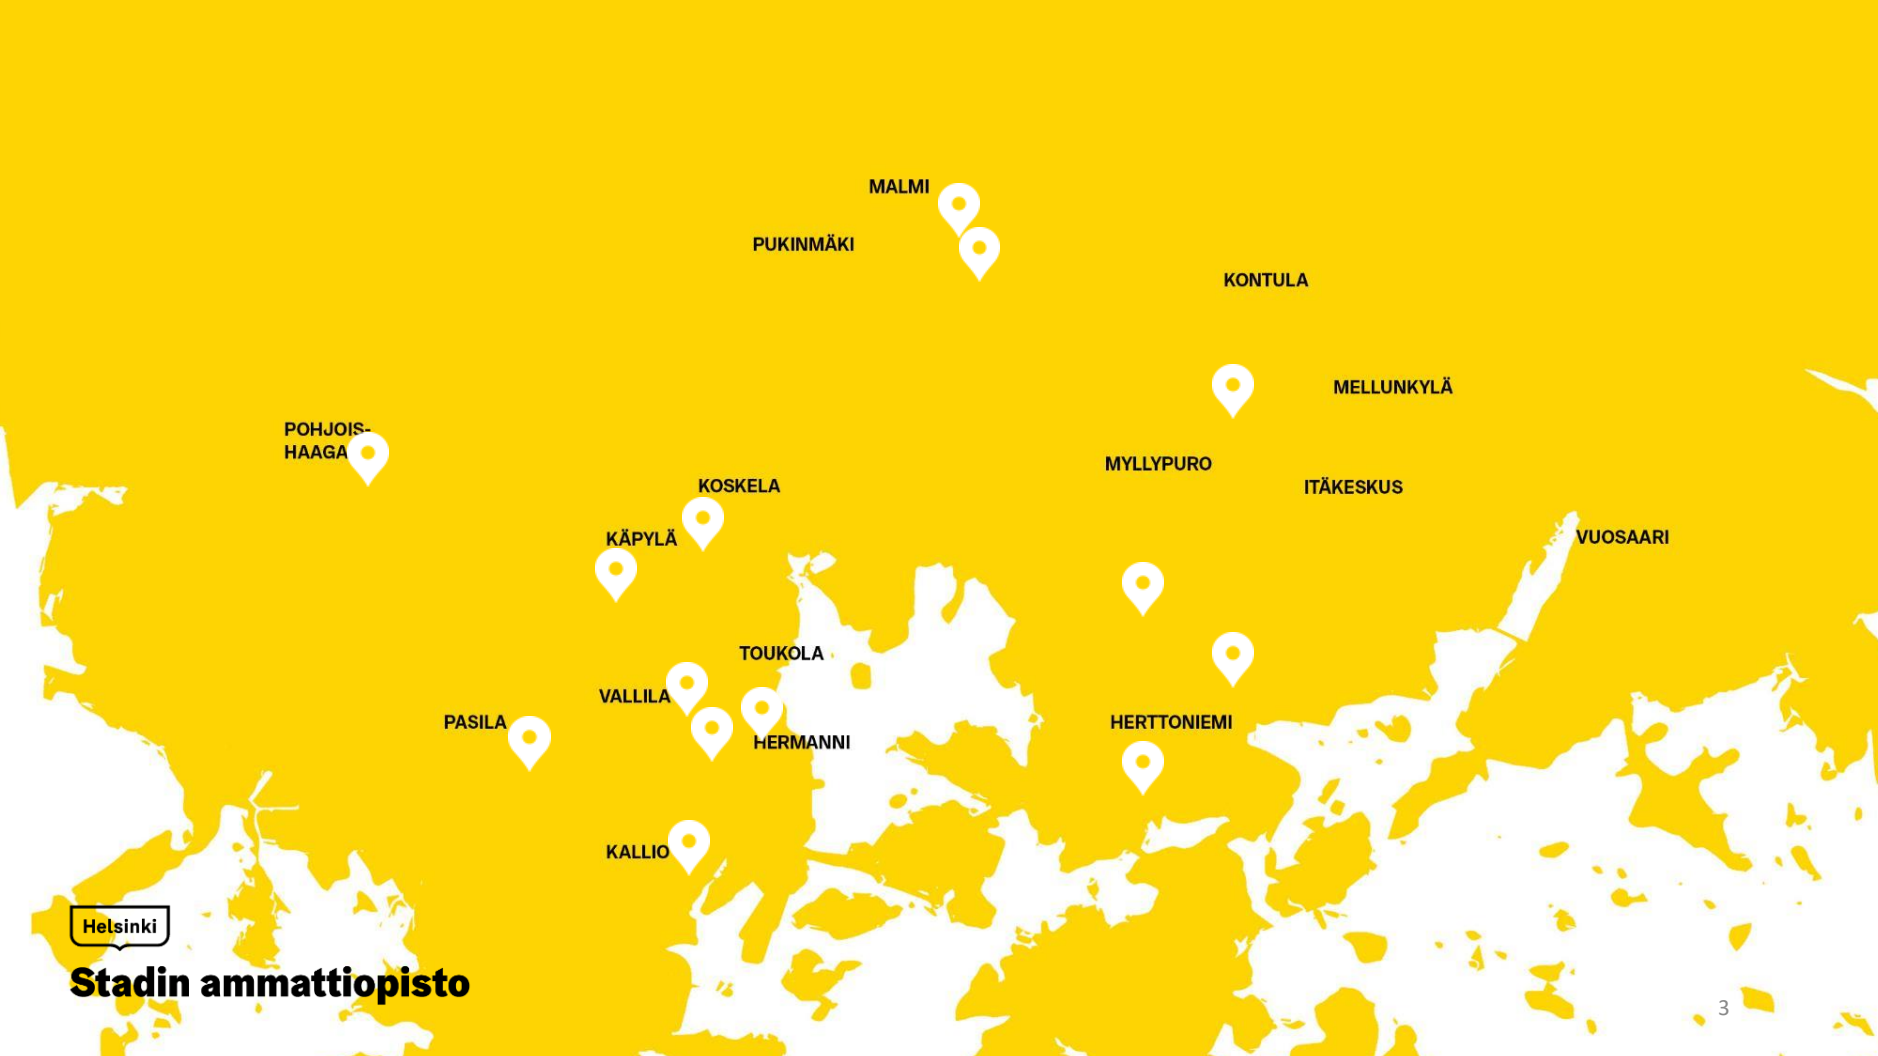 MALMI
PUKINMÄKI
KONTULA
MELLUNKYLÄ
POHJOIS-
HAAGA
MYLLYPURO
KOSKELA
ITÄKESKUS
KÄPYLÄ
VUOSAARI
TOUKOLA
VALLILA
PASILA
HERTTONIEMI
HERMANNI
KALLIO
Helsinki
Stadin ammattiopisto
3